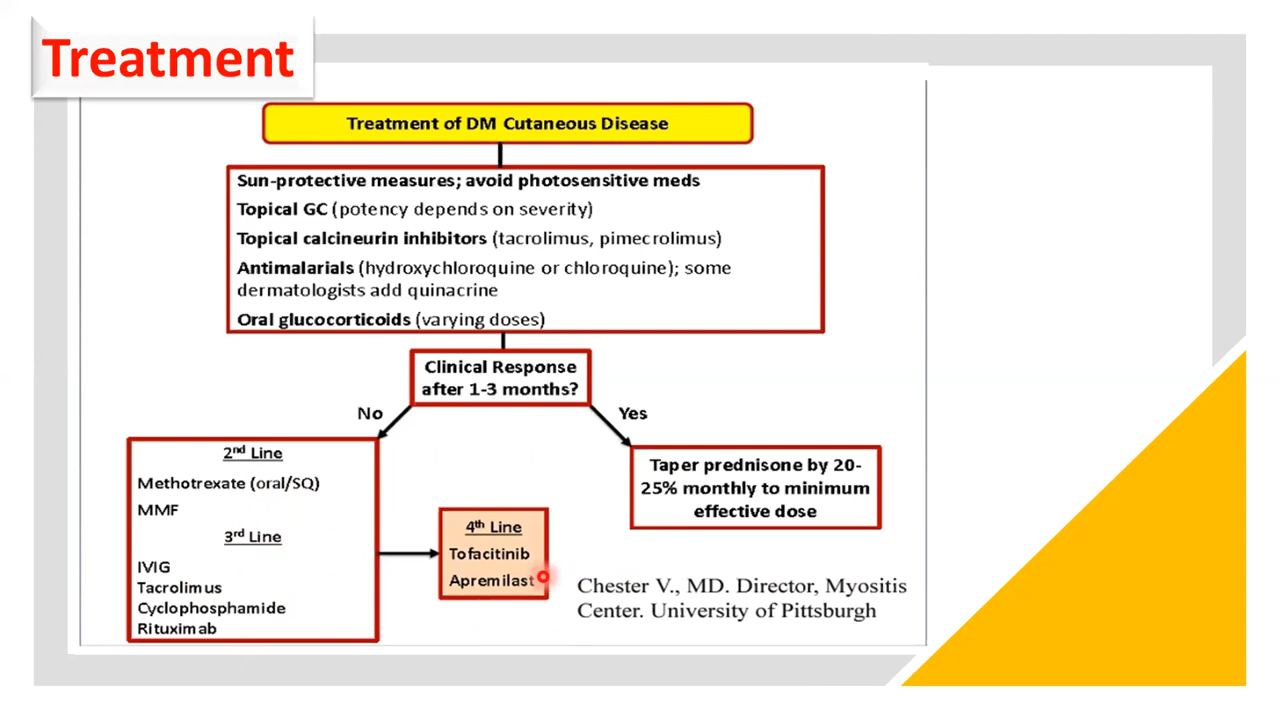 Treatment
Treatment of DM Cutaneous Disease
Sun-protective measures; avoid photosensitive meds
Topical GC (potency depends on severity)
Topical calcineurin inhibitors (tacrolimus, pimecrolimus)
Antimalarials (hydroxychloroquine or chloroquine); some
dermatologists add quinacrine
Oral glucocorticoids (varying doses)
Clinical Response
after 1-3 months?
No
Yes
2nd Line
Methotrexate (oral/SQ)
MMF
3rd Line
IVIG
Tacrolimus
Cyclophosphamide
Rituximab
4th Line
Tofacitinib
Apremilast
Taper prednisone by 20-
25% monthly to minimum
effective dose
Chester V., MD. Director, Myositis
Center. University of Pittsburgh